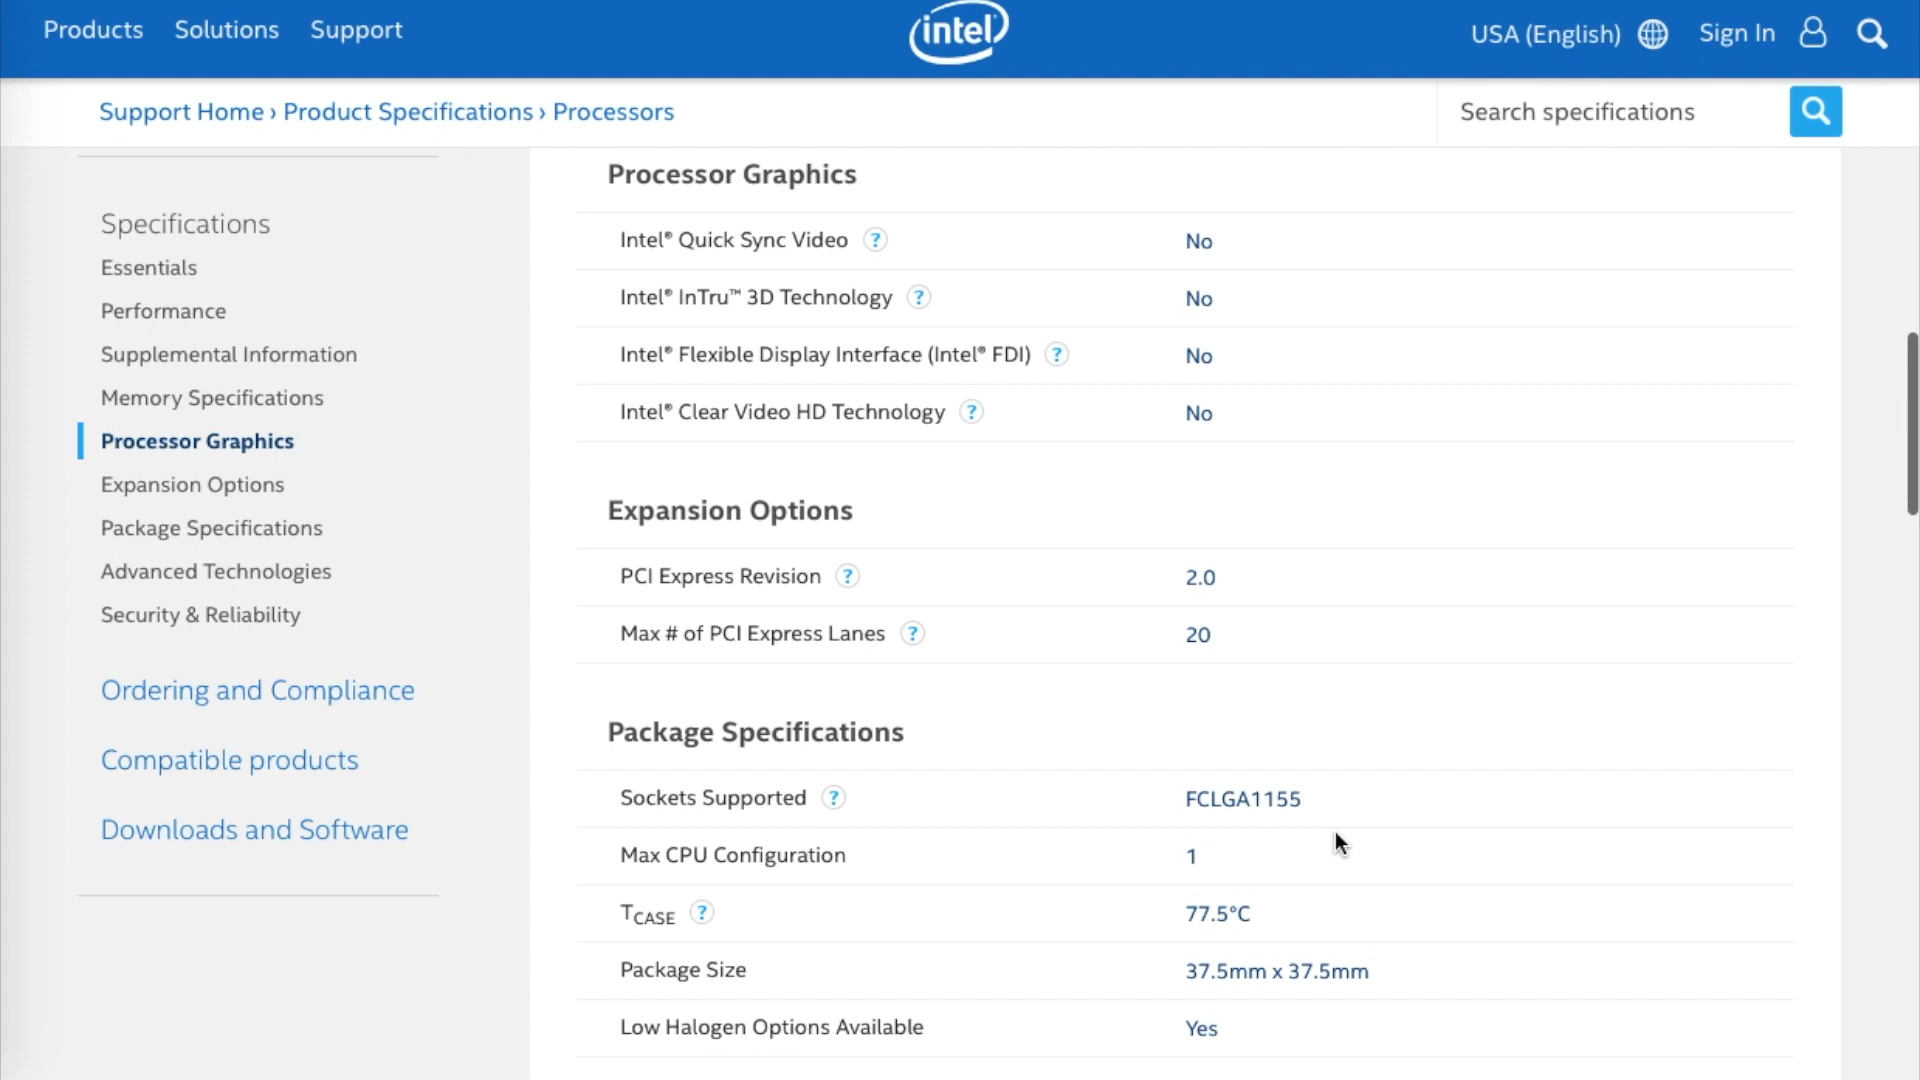 Products Solutions Support
intel
USA (English) Sign In
Support Home › Product Specifications › Processors
Search specifications
Specifications
Essentials
Performance
Supplemental Information
Memory Specifications
Processor Graphics
Expansion Options
Package Specifications
Advanced Technologies
Security & Reliability
Ordering and Compliance
Compatible products
Downloads and Software
Processor Graphics
Intel® Quick Sync Video ? No
Intel® InTru™ 3D Technology ? No
Intel® Flexible Display Interface (Intel® FDI) ? No
Intel® Clear Video HD Technology ? No
Expansion Options
PCI Express Revision ? 2.0
Max # of PCI Express Lanes ? 20
Package Specifications
Sockets Supported ? FCLGA1155
Max CPU Configuration 1
TCASE ? 77.5°C
Package Size 37.5mm x 37.5mm
Low Halogen Options Available Yes